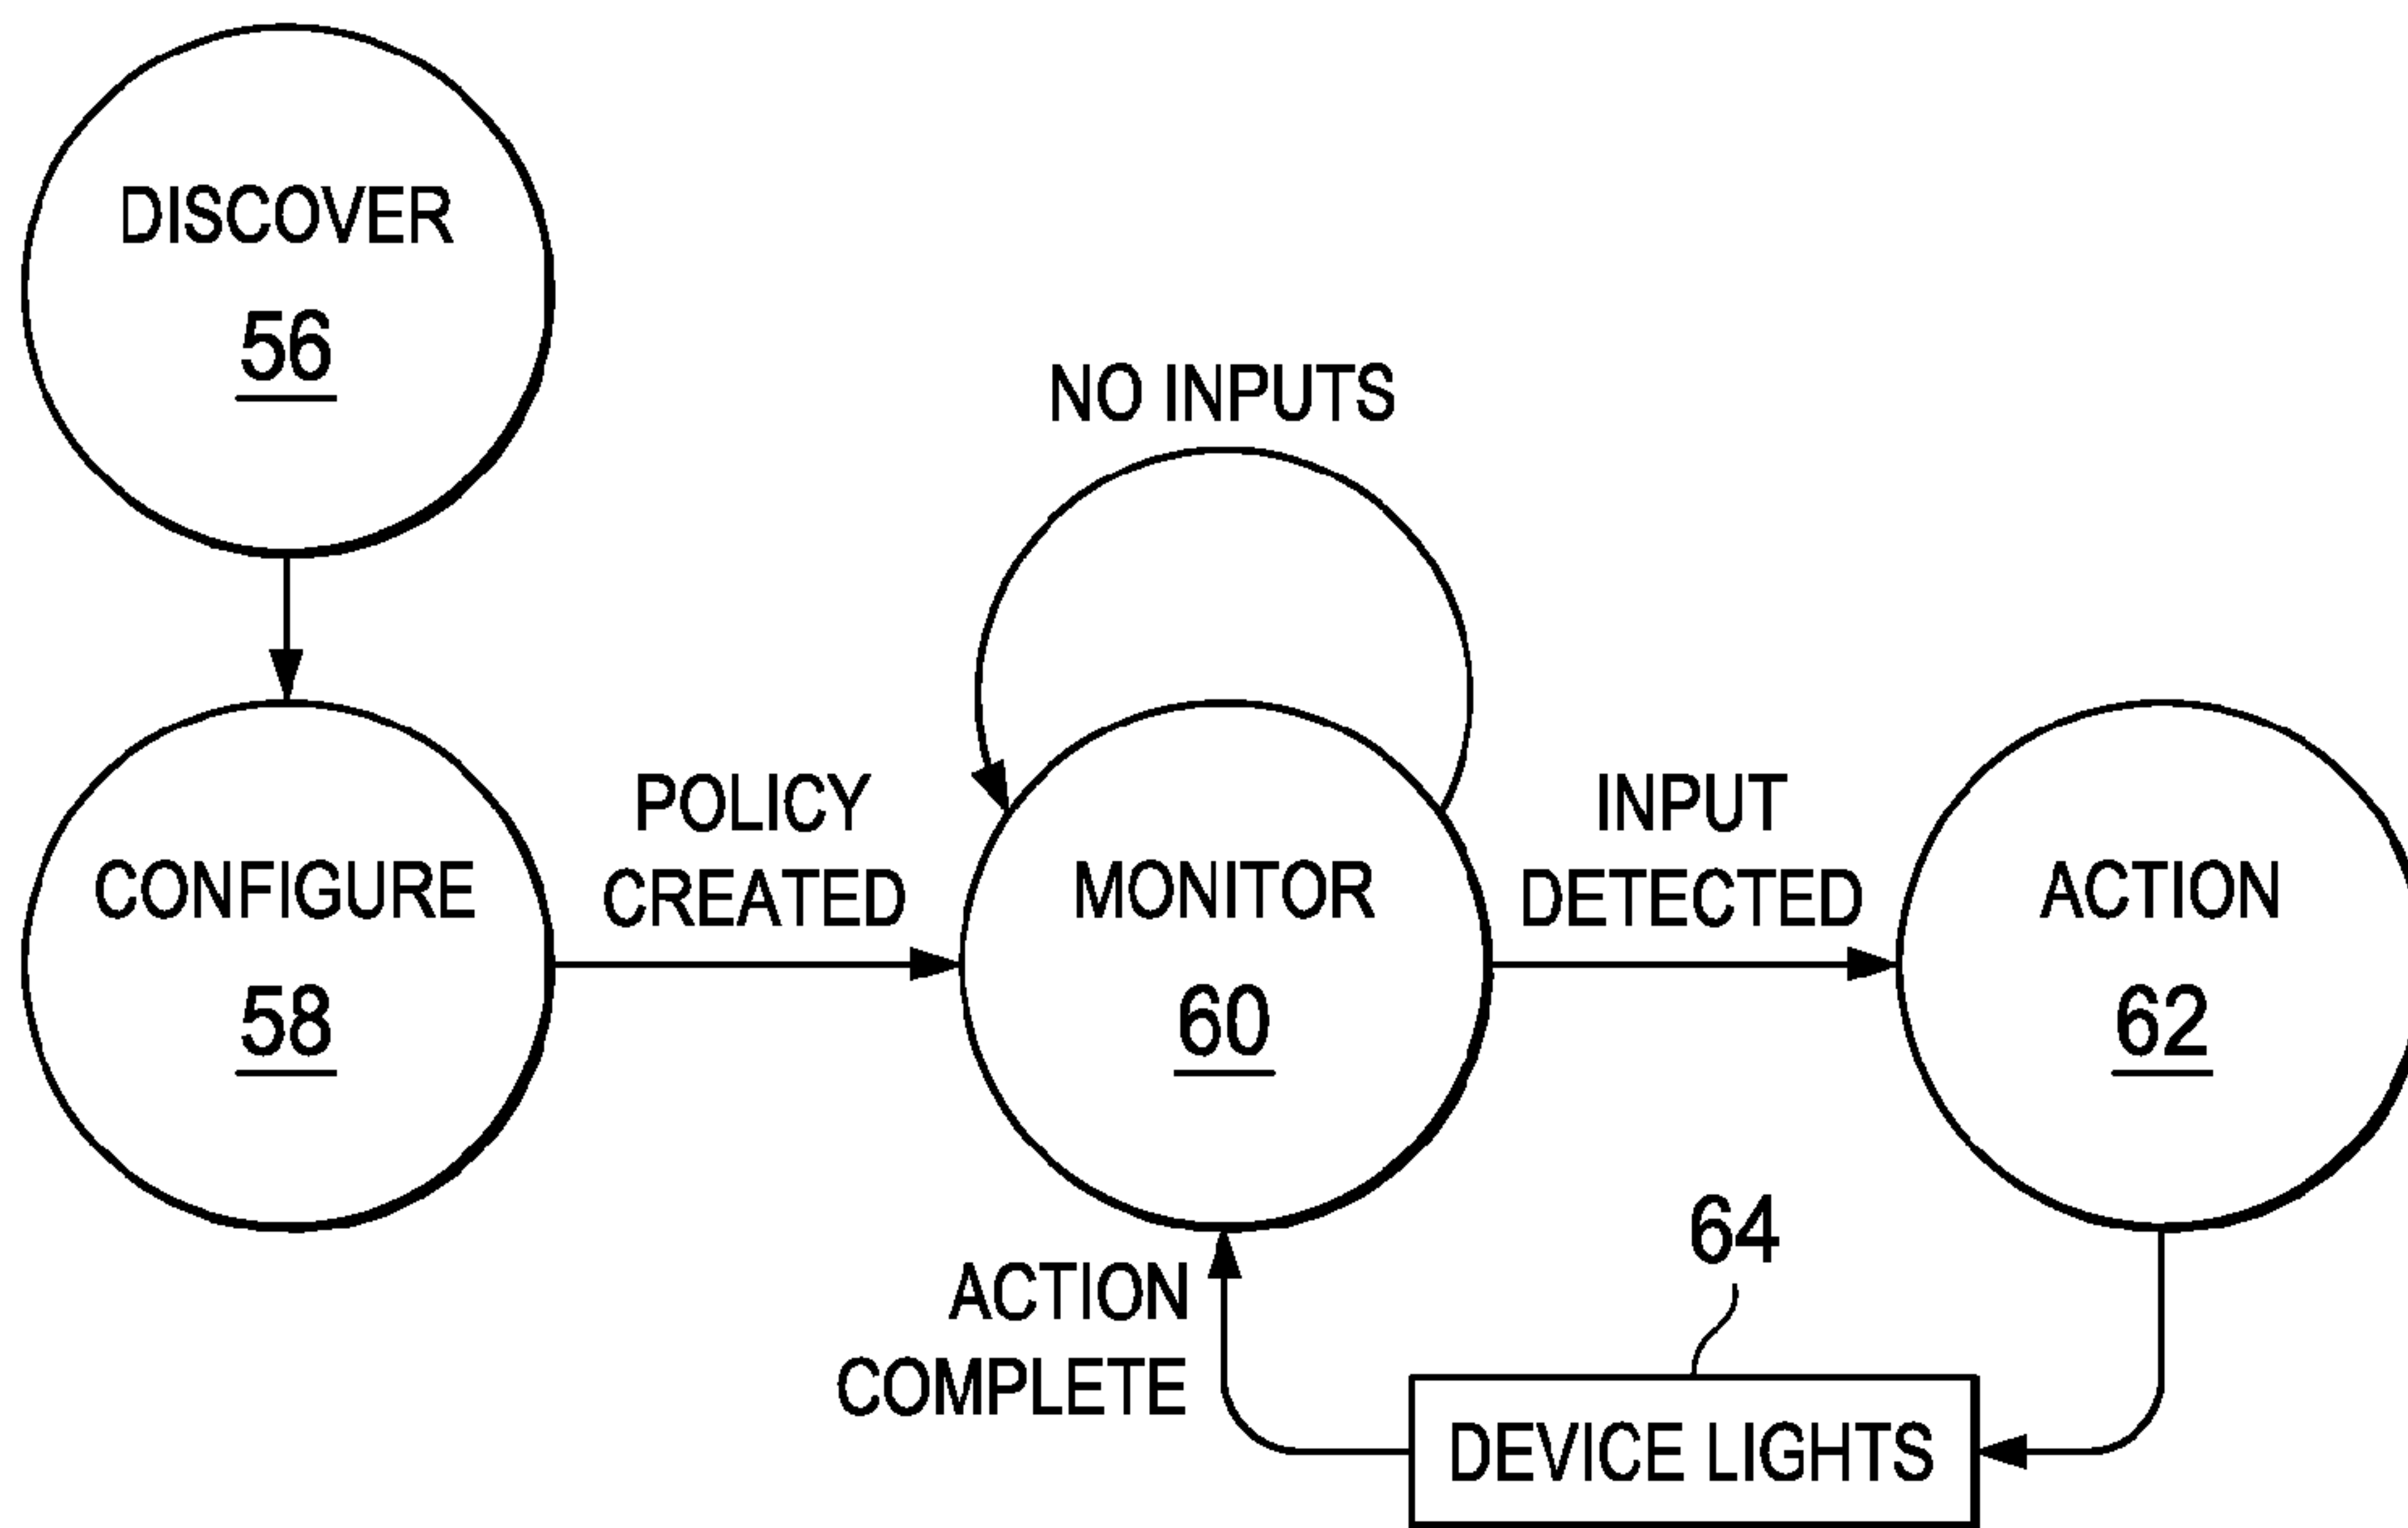 DISCOVER
56
NO INPUTS
CONFIGURE
58
POLICY
CREATED
MONITOR
60
INPUT
DETECTED
ACTION
62
ACTION
COMPLETE
64
DEVICE LIGHTS